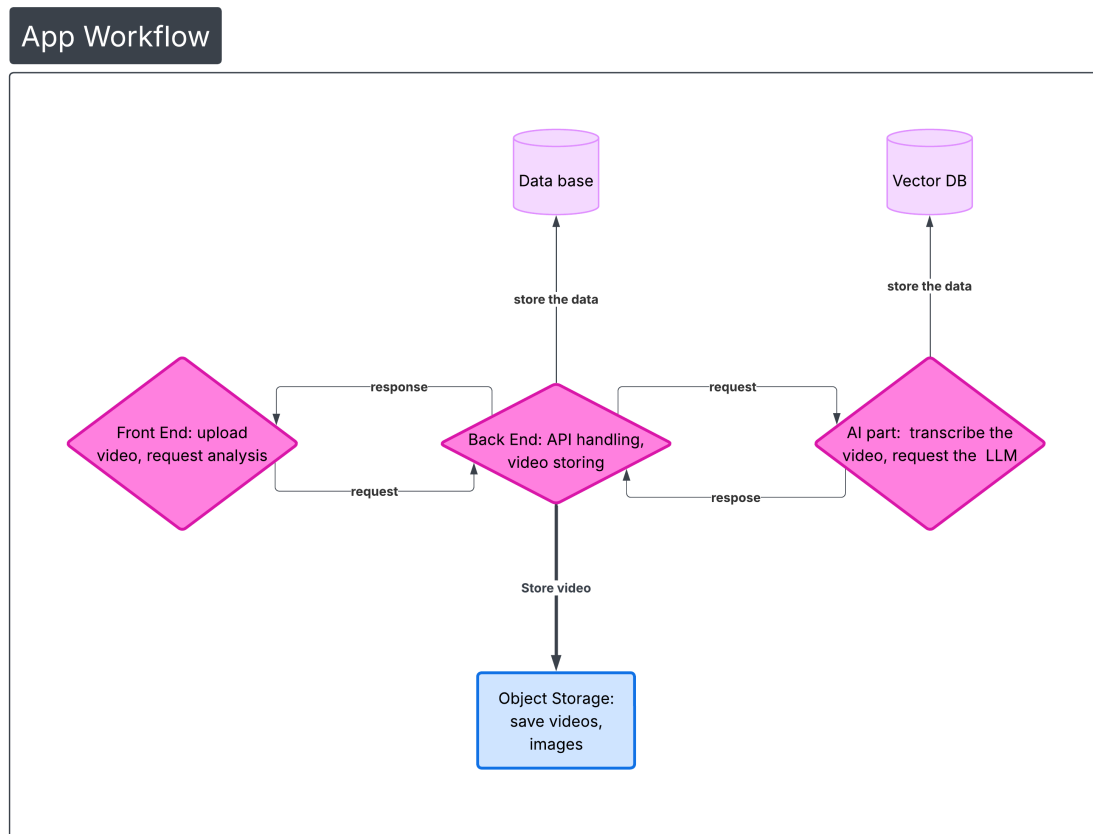 App Workflow
Data base
Vector DB
store the data
store the data
response
request
Front End: upload
video, request analysis
Back End: API handling,
video storing
AI part:  transcribe the
video, request the  LLM
request
respose
Store video
Object Storage:
save videos,
images